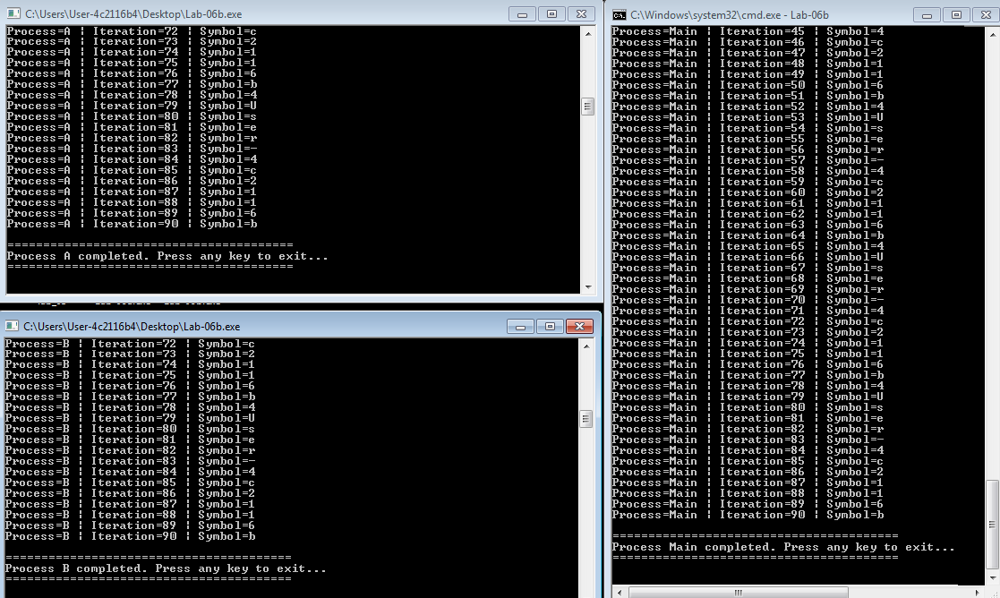 C:\Users\User-4c2116b4\Desktop\Lab-06b.exe
Process=A ¦ Iteration=72 ¦ Symbol=c
Process=A ¦ Iteration=73 ¦ Symbol=2
Process=A ¦ Iteration=74 ¦ Symbol=1
Process=A ¦ Iteration=75 ¦ Symbol=1
Process=A ¦ Iteration=76 ¦ Symbol=6
Process=A ¦ Iteration=77 ¦ Symbol=b
Process=A ¦ Iteration=78 ¦ Symbol=4
Process=A ¦ Iteration=79 ¦ Symbol=U
Process=A ¦ Iteration=80 ¦ Symbol=s
Process=A ¦ Iteration=81 ¦ Symbol=e
Process=A ¦ Iteration=82 ¦ Symbol=r
Process=A ¦ Iteration=83 ¦ Symbol=-
Process=A ¦ Iteration=84 ¦ Symbol=4
Process=A ¦ Iteration=85 ¦ Symbol=c
Process=A ¦ Iteration=86 ¦ Symbol=2
Process=A ¦ Iteration=87 ¦ Symbol=1
Process=A ¦ Iteration=88 ¦ Symbol=1
Process=A ¦ Iteration=89 ¦ Symbol=6
Process=A ¦ Iteration=90 ¦ Symbol=b
========================================
Process A completed. Press any key to exit...
========================================
C:\Users\User-4c2116b4\Desktop\Lab-06b.exe
Process=B ¦ Iteration=72 ¦ Symbol=c
Process=B ¦ Iteration=73 ¦ Symbol=2
Process=B ¦ Iteration=74 ¦ Symbol=1
Process=B ¦ Iteration=75 ¦ Symbol=1
Process=B ¦ Iteration=76 ¦ Symbol=6
Process=B ¦ Iteration=77 ¦ Symbol=b
Process=B ¦ Iteration=78 ¦ Symbol=4
Process=B ¦ Iteration=79 ¦ Symbol=U
Process=B ¦ Iteration=80 ¦ Symbol=s
Process=B ¦ Iteration=81 ¦ Symbol=e
Process=B ¦ Iteration=82 ¦ Symbol=r
Process=B ¦ Iteration=83 ¦ Symbol=-
Process=B ¦ Iteration=84 ¦ Symbol=4
Process=B ¦ Iteration=85 ¦ Symbol=c
Process=B ¦ Iteration=86 ¦ Symbol=2
Process=B ¦ Iteration=87 ¦ Symbol=1
Process=B ¦ Iteration=88 ¦ Symbol=1
Process=B ¦ Iteration=89 ¦ Symbol=6
Process=B ¦ Iteration=90 ¦ Symbol=b
========================================
Process B completed. Press any key to exit...
========================================
C:\Windows\system32\cmd.exe - Lab-06b
Process=Main ¦ Iteration=45 ¦ Symbol=4
Process=Main ¦ Iteration=46 ¦ Symbol=c
Process=Main ¦ Iteration=47 ¦ Symbol=2
Process=Main ¦ Iteration=48 ¦ Symbol=1
Process=Main ¦ Iteration=49 ¦ Symbol=1
Process=Main ¦ Iteration=50 ¦ Symbol=6
Process=Main ¦ Iteration=51 ¦ Symbol=b
Process=Main ¦ Iteration=52 ¦ Symbol=4
Process=Main ¦ Iteration=53 ¦ Symbol=U
Process=Main ¦ Iteration=54 ¦ Symbol=s
Process=Main ¦ Iteration=55 ¦ Symbol=e
Process=Main ¦ Iteration=56 ¦ Symbol=r
Process=Main ¦ Iteration=57 ¦ Symbol=-
Process=Main ¦ Iteration=58 ¦ Symbol=4
Process=Main ¦ Iteration=59 ¦ Symbol=c
Process=Main ¦ Iteration=60 ¦ Symbol=2
Process=Main ¦ Iteration=61 ¦ Symbol=1
Process=Main ¦ Iteration=62 ¦ Symbol=1
Process=Main ¦ Iteration=63 ¦ Symbol=6
Process=Main ¦ Iteration=64 ¦ Symbol=b
Process=Main ¦ Iteration=65 ¦ Symbol=4
Process=Main ¦ Iteration=66 ¦ Symbol=U
Process=Main ¦ Iteration=67 ¦ Symbol=s
Process=Main ¦ Iteration=68 ¦ Symbol=e
Process=Main ¦ Iteration=69 ¦ Symbol=r
Process=Main ¦ Iteration=70 ¦ Symbol=-
Process=Main ¦ Iteration=71 ¦ Symbol=4
Process=Main ¦ Iteration=72 ¦ Symbol=c
Process=Main ¦ Iteration=73 ¦ Symbol=2
Process=Main ¦ Iteration=74 ¦ Symbol=1
Process=Main ¦ Iteration=75 ¦ Symbol=1
Process=Main ¦ Iteration=76 ¦ Symbol=6
Process=Main ¦ Iteration=77 ¦ Symbol=b
Process=Main ¦ Iteration=78 ¦ Symbol=4
Process=Main ¦ Iteration=79 ¦ Symbol=U
Process=Main ¦ Iteration=80 ¦ Symbol=s
Process=Main ¦ Iteration=81 ¦ Symbol=e
Process=Main ¦ Iteration=82 ¦ Symbol=r
Process=Main ¦ Iteration=83 ¦ Symbol=-
Process=Main ¦ Iteration=84 ¦ Symbol=4
Process=Main ¦ Iteration=85 ¦ Symbol=c
Process=Main ¦ Iteration=86 ¦ Symbol=2
Process=Main ¦ Iteration=87 ¦ Symbol=1
Process=Main ¦ Iteration=88 ¦ Symbol=1
Process=Main ¦ Iteration=89 ¦ Symbol=6
Process=Main ¦ Iteration=90 ¦ Symbol=b
========================================
Process Main completed. Press any key to exit...
========================================